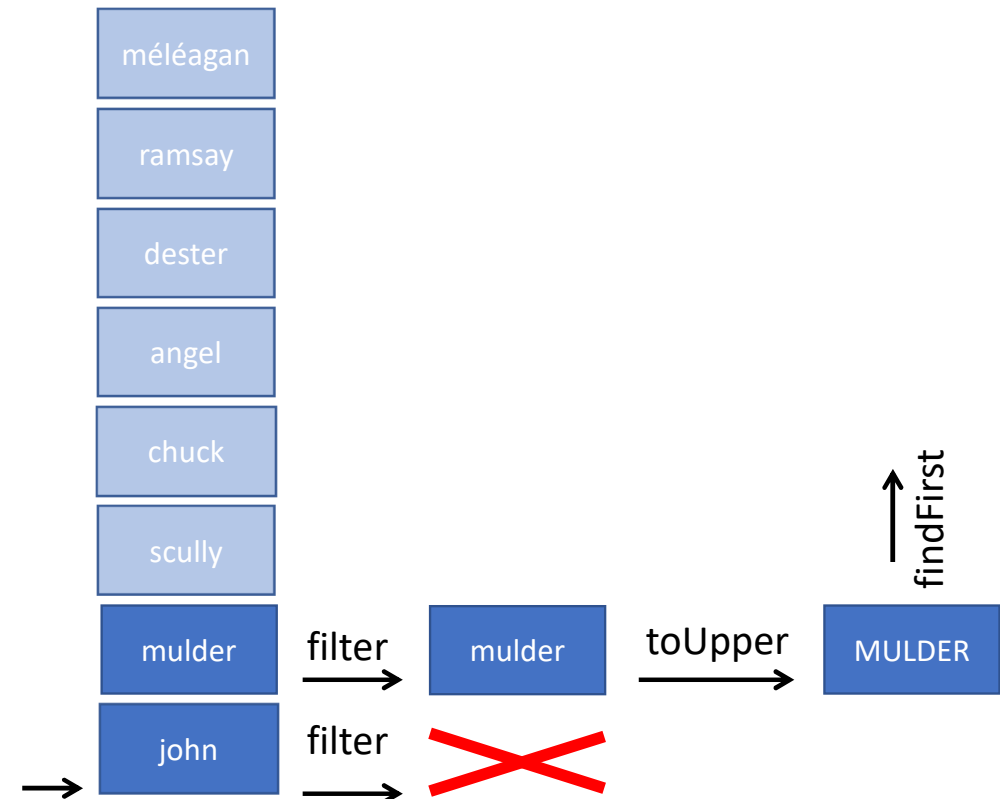 méléagan
ramsay
dester
angel
chuck
scully
findFirst
mulder
filter
mulder
toUpper
MULDER
john
filter